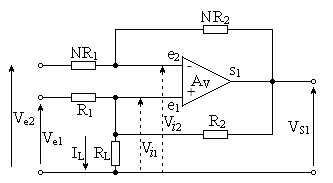 NR2
NR1
e2
-
AV
S1
+
R1
e1
Ve2
Ve1
IL
RL
Vi1
Vi2
R2
VS1